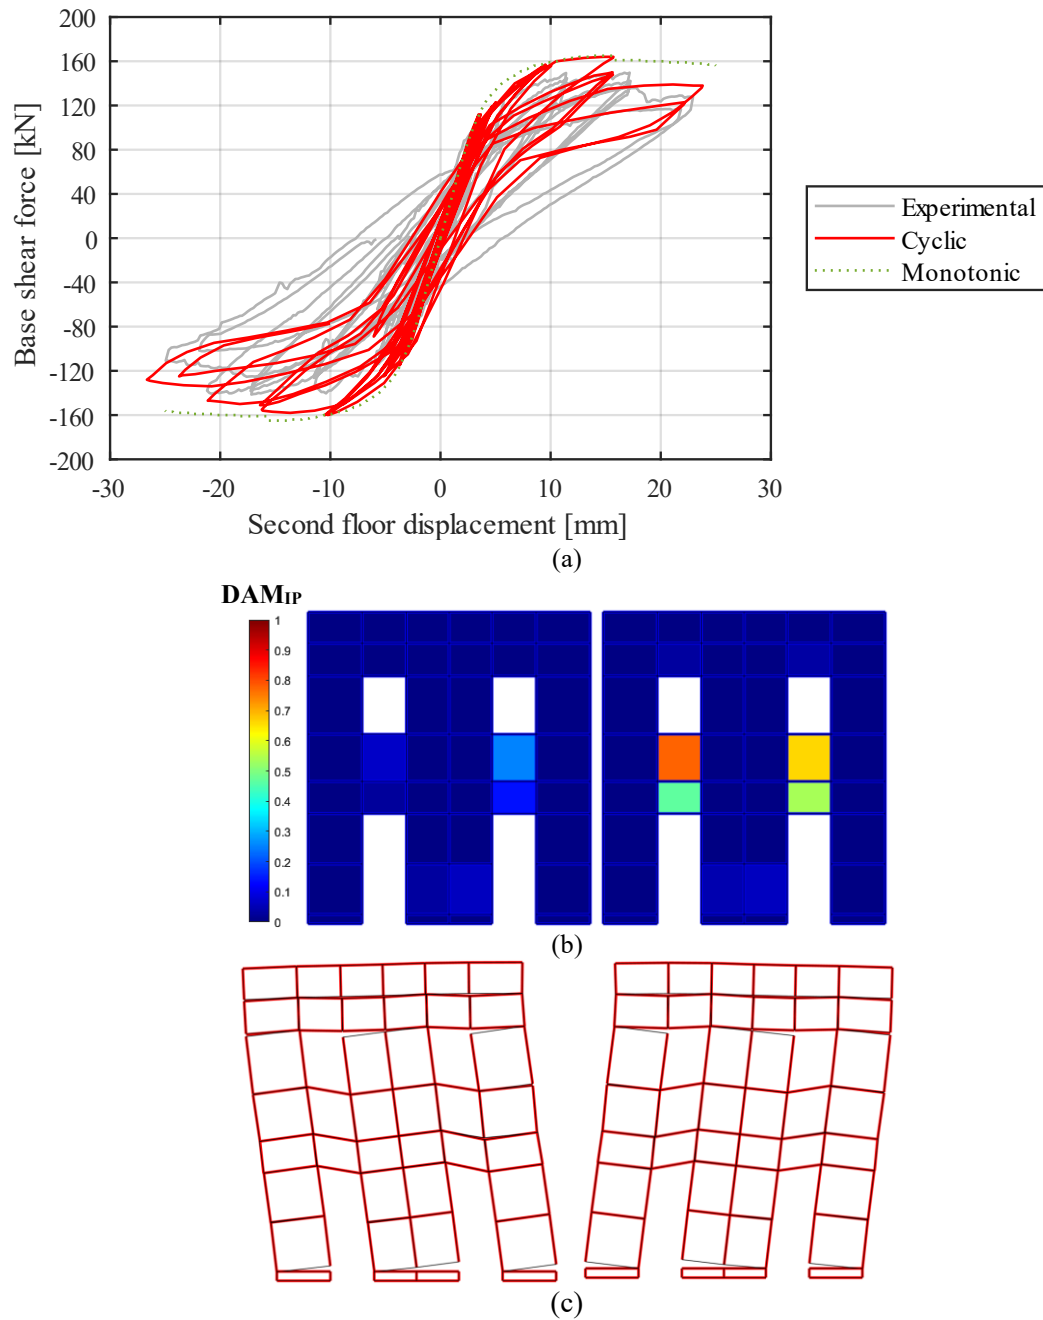 200
160
120
80
40
0
-40
-80
-120
-160
-200
Base shear force [kN]
-30 -20 -10 0 10 20 30
Second floor displacement [mm]
Experimental
Cyclic
Monotonic
(a)
DAMIP
1
0.9
0.8
0.7
0.6
0.5
0.4
0.3
0.2
0.1
0
(b)
(c)